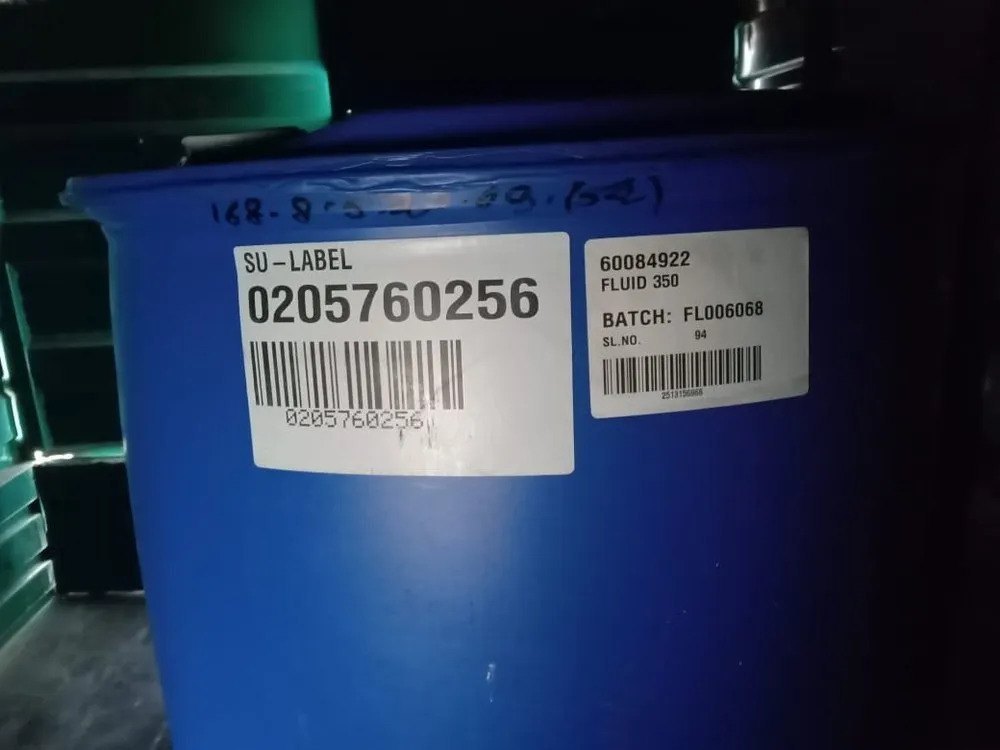 SU-LABEL
0205760256
0205760256
60084922
FLUID 350
BATCH: FL006068
SL.NO. 94